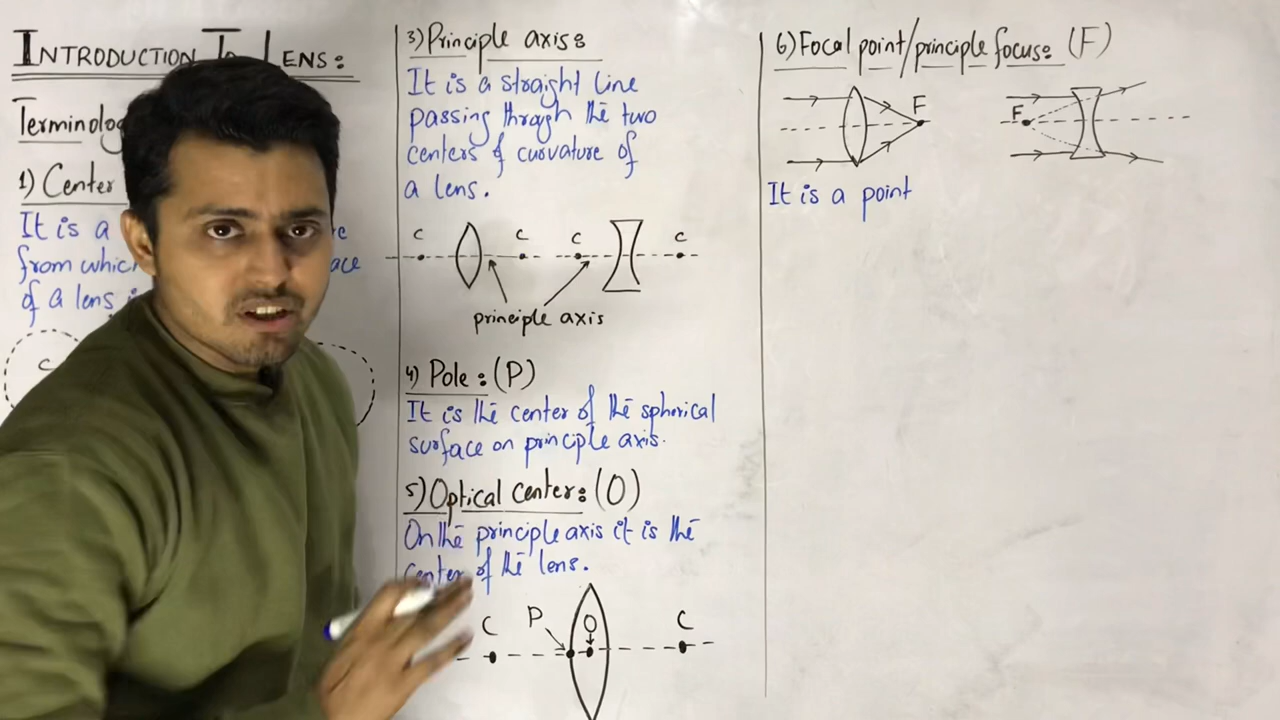 INTRODUCTION To LENS:
Terminolog
1) Center
It is a
from which ace
of a lens
C
3) Principle axis:
It is a straight line
passing through the two
centers of curvature of
a lens.
C C C C
principle axis
4) Pole: (P)
It is the center of the spherical
surface on principle axis.
5) Optical center: (O)
On the principle axis it is the
center of the lens.
C P O C
6) Focal point/principle focus: (F)
F F
It is a point